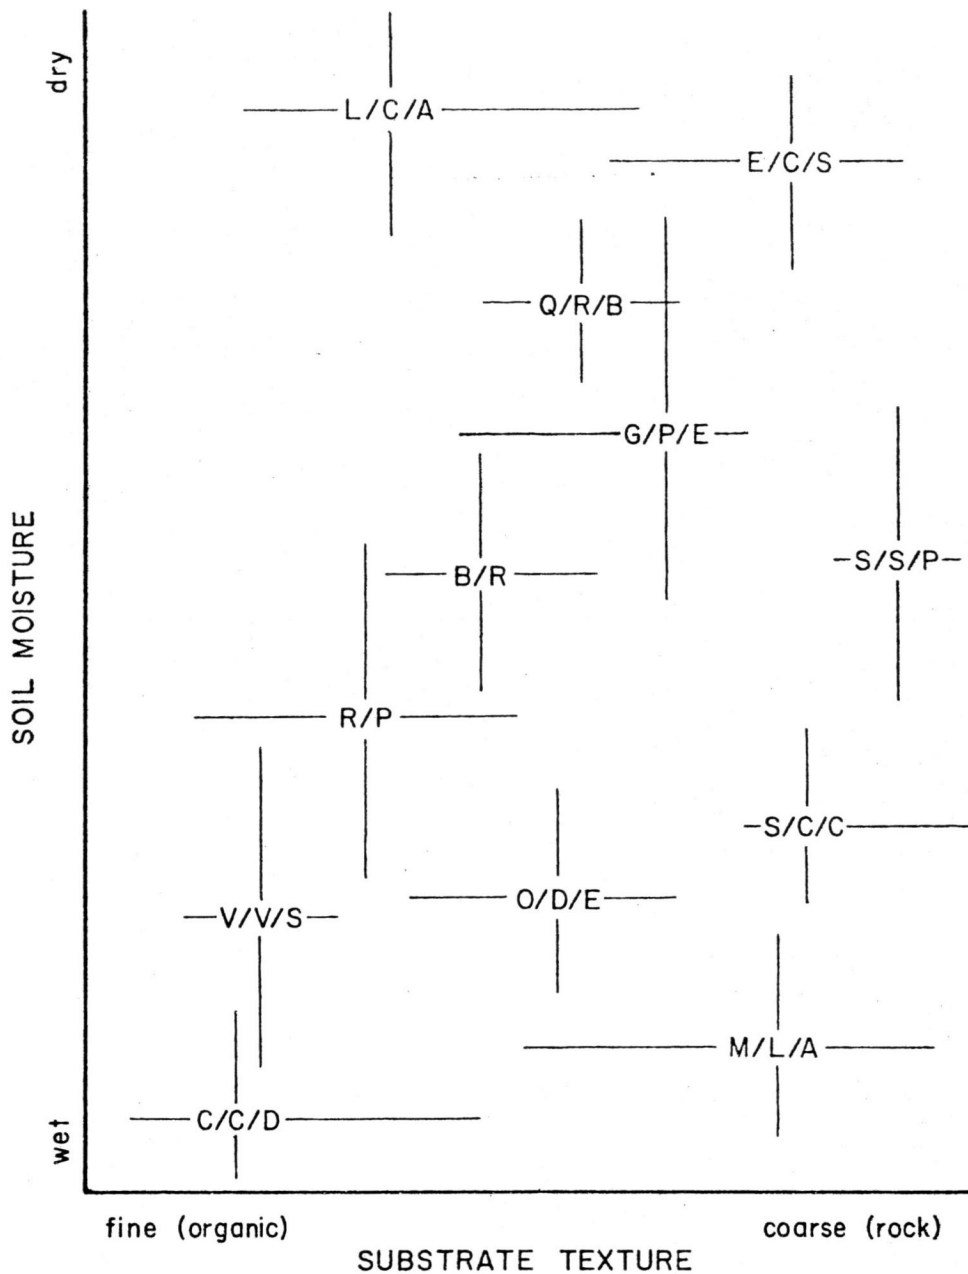 dry
L/C/A
E/C/S
Q/R/B
G/P/E
S/S/P
B/R
SOIL MOISTURE
R/P
S/C/C
O/D/E
V/V/S
M/L/A
C/C/D
wet
fine (organic)
coarse (rock)
SUBSTRATE TEXTURE